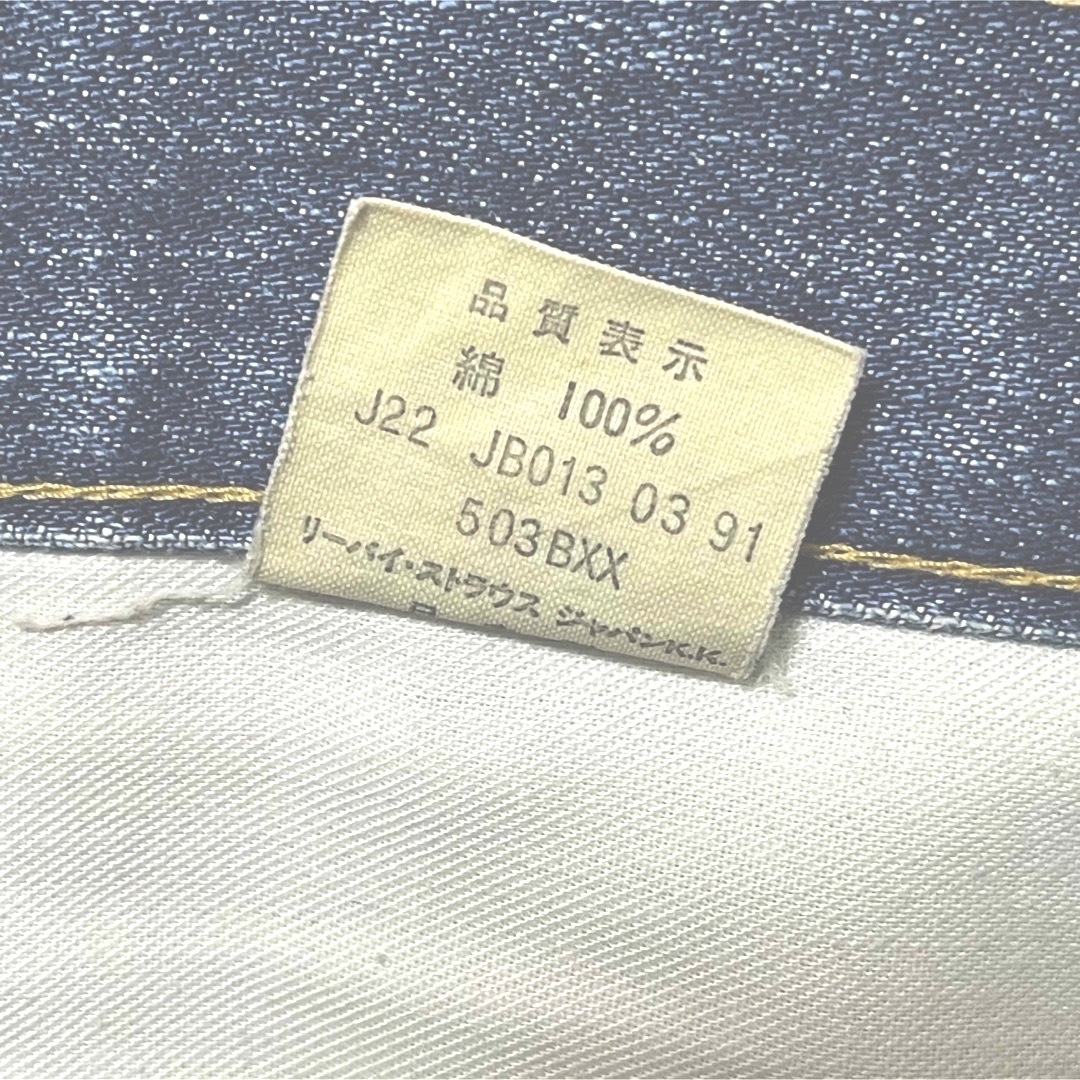 品質表示
綿 100%
J22 JB013 03 91
503BXX
リーバイ・ストラウス ジャパンK.K.